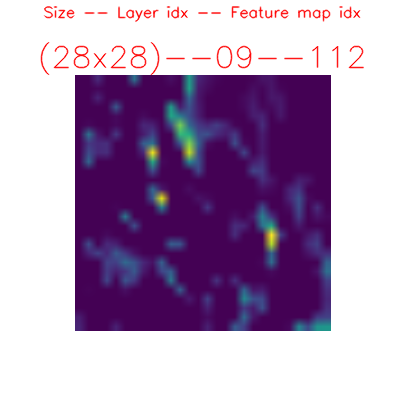 Size -- Layer idx -- Feature map idx
(28x28)--09--112